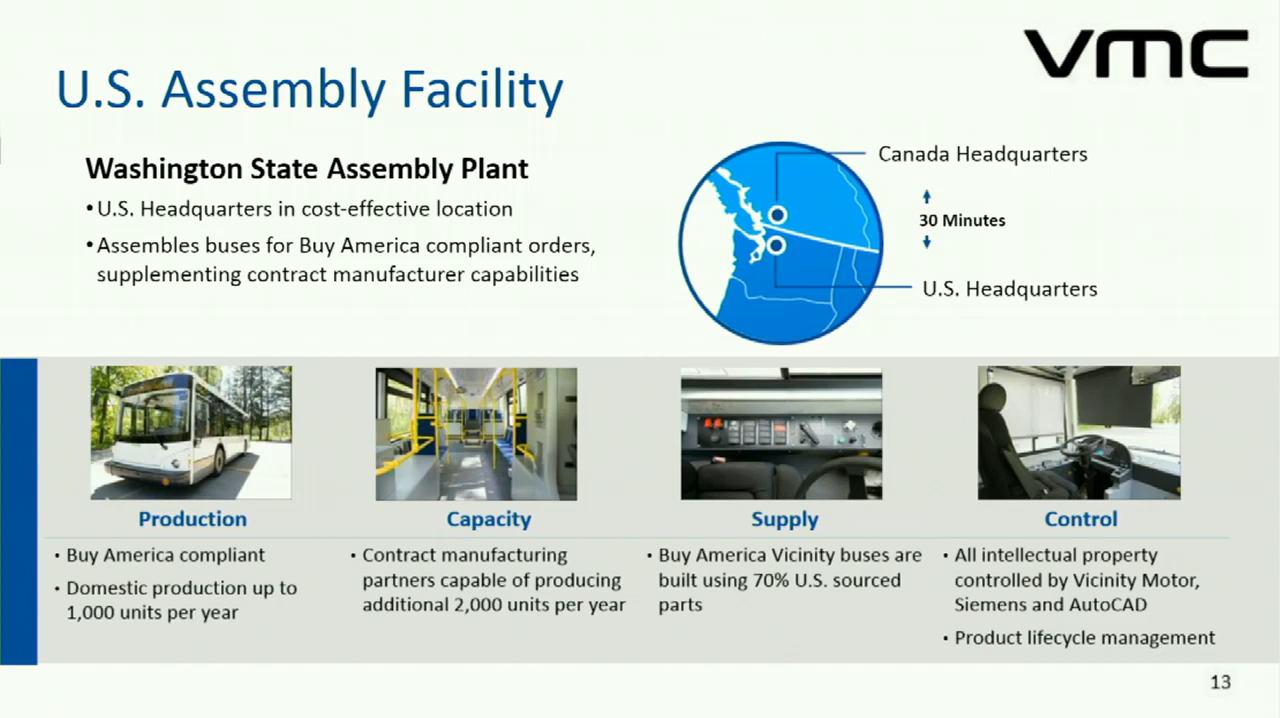 VMC
U.S. Assembly Facility
Washington State Assembly Plant
• U.S. Headquarters in cost-effective location
• Assembles buses for Buy America compliant orders,
supplementing contract manufacturer capabilities
Canada Headquarters
30 Minutes
U.S. Headquarters
Production
• Buy America compliant
• Domestic production up to
1,000 units per year
Capacity
• Contract manufacturing
partners capable of producing
additional 2,000 units per year
Supply
• Buy America Vicinity buses are
built using 70% U.S. sourced
parts
Control
• All intellectual property
controlled by Vicinity Motor,
Siemens and AutoCAD
• Product lifecycle management
13